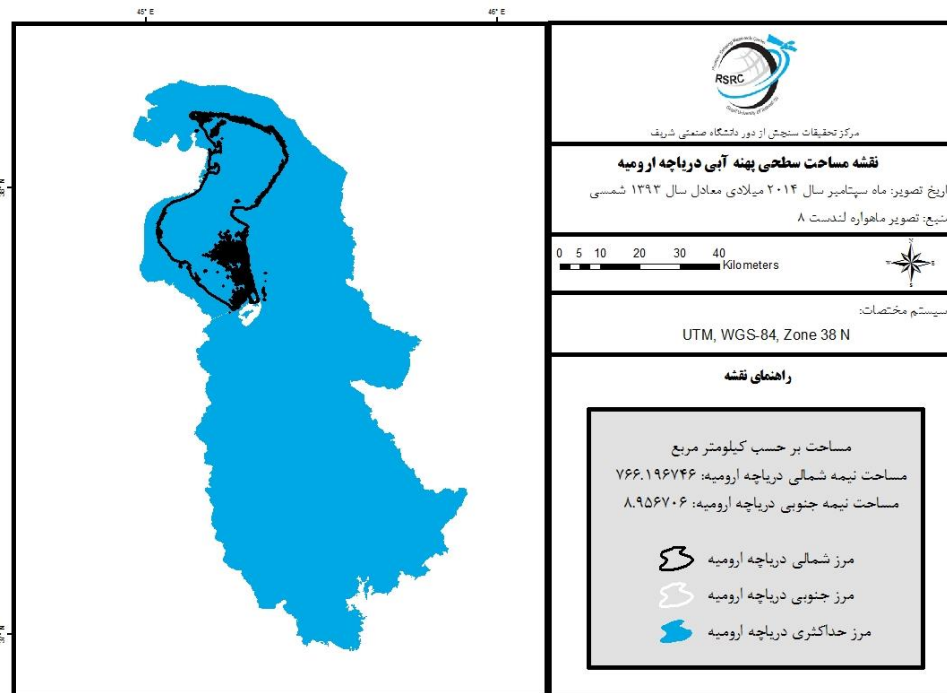 45° E
46° E
38° N
37° N
RSRC
مرکز تحقیقات سنجش از دور دانشگاه صنعتی شریف
نقشه مساحت سطحی پهنه آبی دریاچه ارومیه
تاریخ تصویر: ماه سپتامبر سال ۲۰۱۴ میلادی معادل سال ۱۳۹۳ شمسی
منبع: تصویر ماهواره لندست ۸
0 5 10 20 30 40
Kilometers
سیستم مختصات:
UTM, WGS-84, Zone 38 N
راهنمای نقشه
مساحت بر حسب کیلومتر مربع
مساحت نیمه شمالی دریاچه ارومیه: ۷۶۶.۱۹۶۷۴۶
مساحت نیمه جنوبی دریاچه ارومیه: ۸.۹۵۶۷۰۶
مرز شمالی دریاچه ارومیه
مرز جنوبی دریاچه ارومیه
مرز حداکثری دریاچه ارومیه